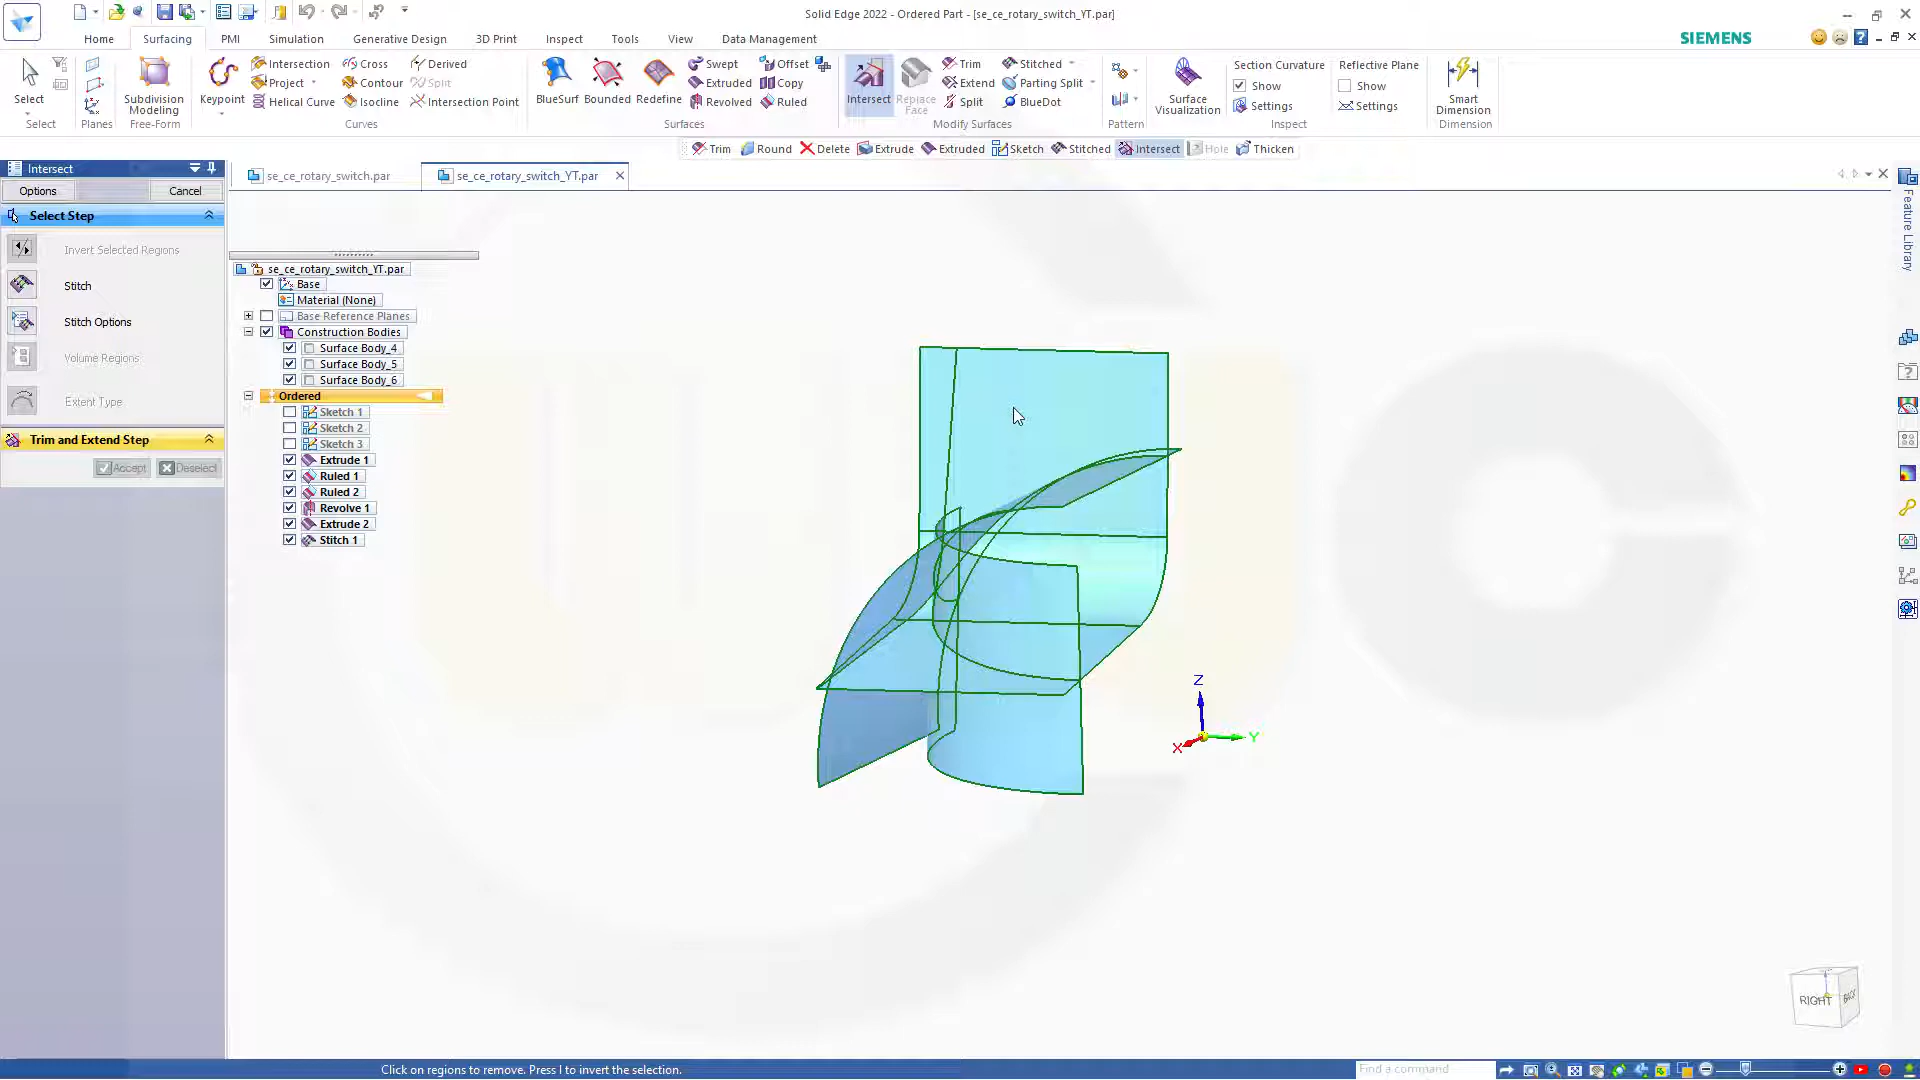 Solid Edge 2022 - Ordered Part - [se_ce_rotary_switch_YT.par]
Home Surfacing PMI Simulation Generative Design 3D Print Inspect Tools View Data Management
SIEMENS
Select
Select
Planes
Subdivision Modeling
Free-Form
Keypoint
Intersection
Project
Helical Curve
Cross
Contour
Isocline
Derived
Split
Intersection Point
Curves
BlueSurf
Bounded
Redefine
Swept
Extruded
Revolved
Offset
Copy
Ruled
Surfaces
Intersect
Replace Face
Trim
Extend
Split
Stitched
Parting Split
BlueDot
Modify Surfaces
Pattern
Surface Visualization
Section Curvature
Show
Settings
Inspect
Reflective Plane
Show
Settings
Smart Dimension
Dimension
Trim Round Delete Extrude Extruded Sketch Stitched Intersect Hole Thicken
Intersect
Options Cancel
Select Step
Invert Selected Regions
Stitch
Stitch Options
Volume Regions
Extent Type
Trim and Extend Step
Accept Deselect
se_ce_rotary_switch.par se_ce_rotary_switch_YT.par
se_ce_rotary_switch_YT.par
Base
Material (None)
Base Reference Planes
Construction Bodies
Surface Body_4
Surface Body_5
Surface Body_6
Ordered
Sketch 1
Sketch 2
Sketch 3
Extrude 1
Ruled 1
Ruled 2
Revolve 1
Extrude 2
Stitch 1
Z
Y
X
RIGHT
BACK
Feature Library
Click on regions to remove. Press I to invert the selection.
Find a command